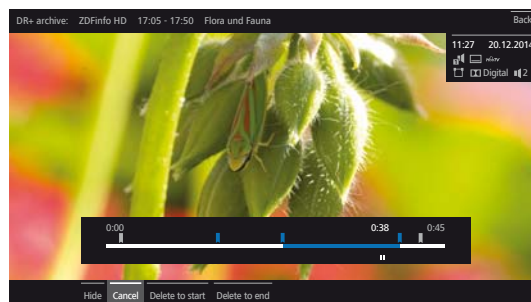 DR+ archive: ZDFinfo HD 17:05 - 17:50 Flora und Fauna
Back
11:27 20.12.2014
Digital 2
0:00 0:38 0:45
Hide Cancel Delete to start Delete to end